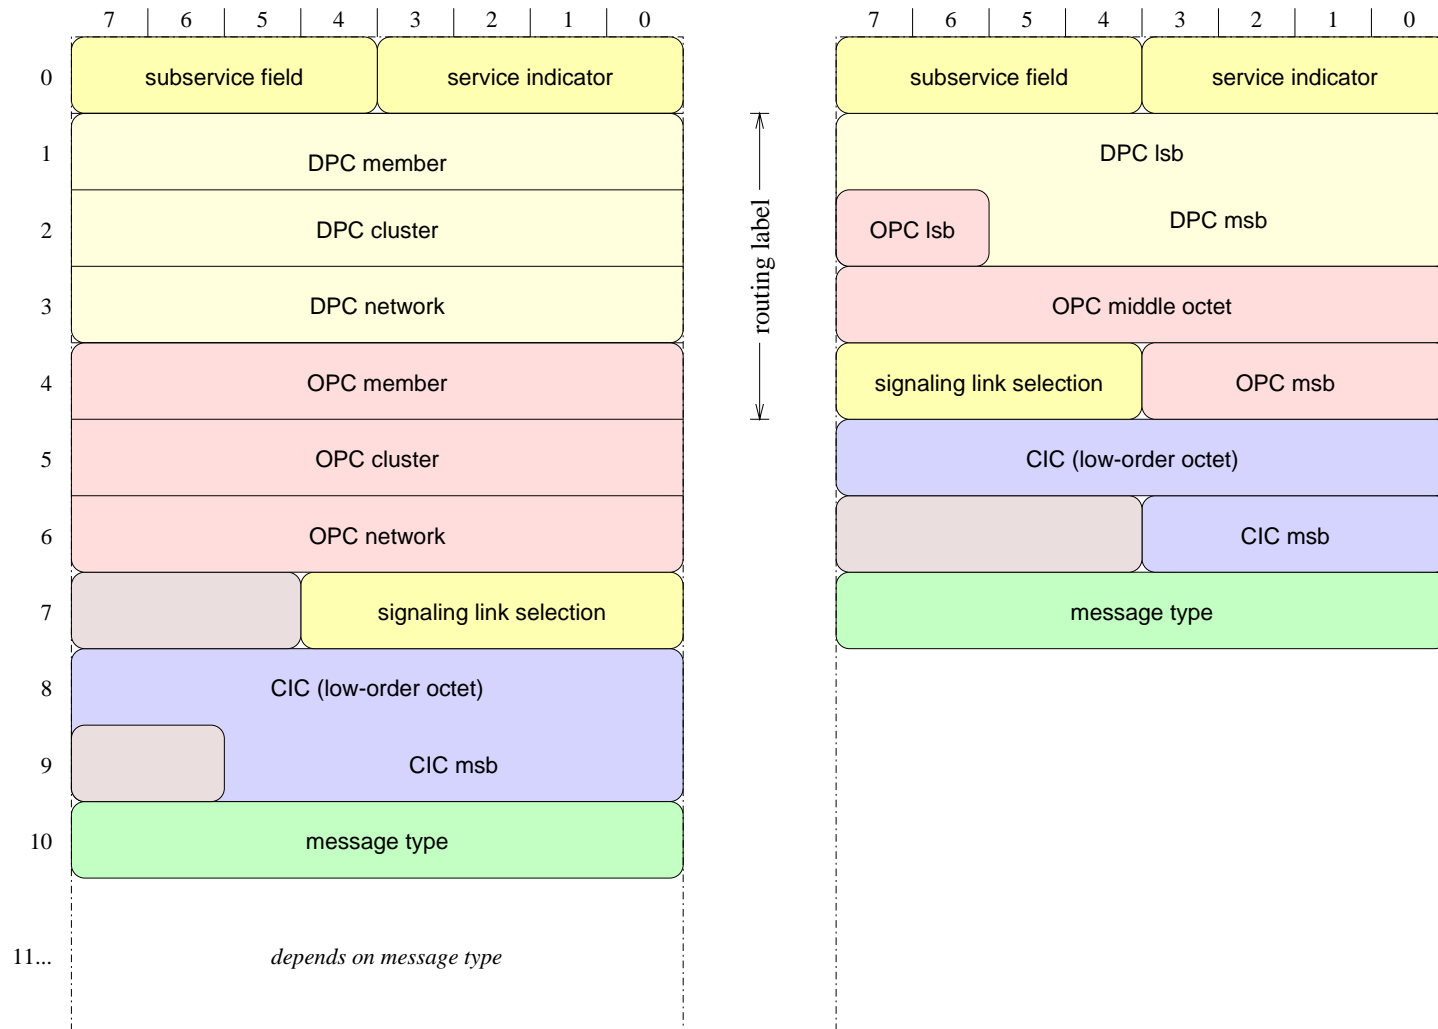 7 6 5 4 3 2 1 0 7 6 5 4 3 2 1 0
0 subservice field service indicator subservice field service indicator
1 DPC member DPC lsb
2 DPC cluster OPC lsb DPC msb
3 DPC network OPC middle octet
routing label
4 OPC member signaling link selection OPC msb
5 OPC cluster CIC (low-order octet)
6 OPC network CIC msb
7 signaling link selection message type
8 CIC (low-order octet)
9 CIC msb
10 message type
11... depends on message type